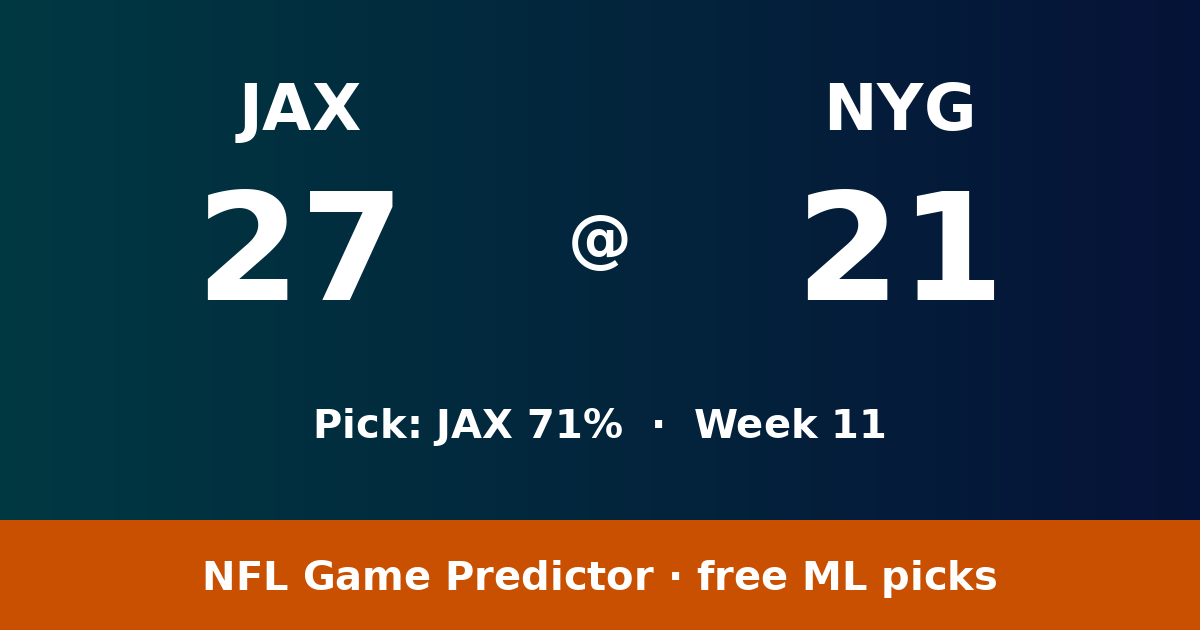 JAX NYG
27 @ 21
Pick: JAX 71% · Week 11
NFL Game Predictor · free ML picks